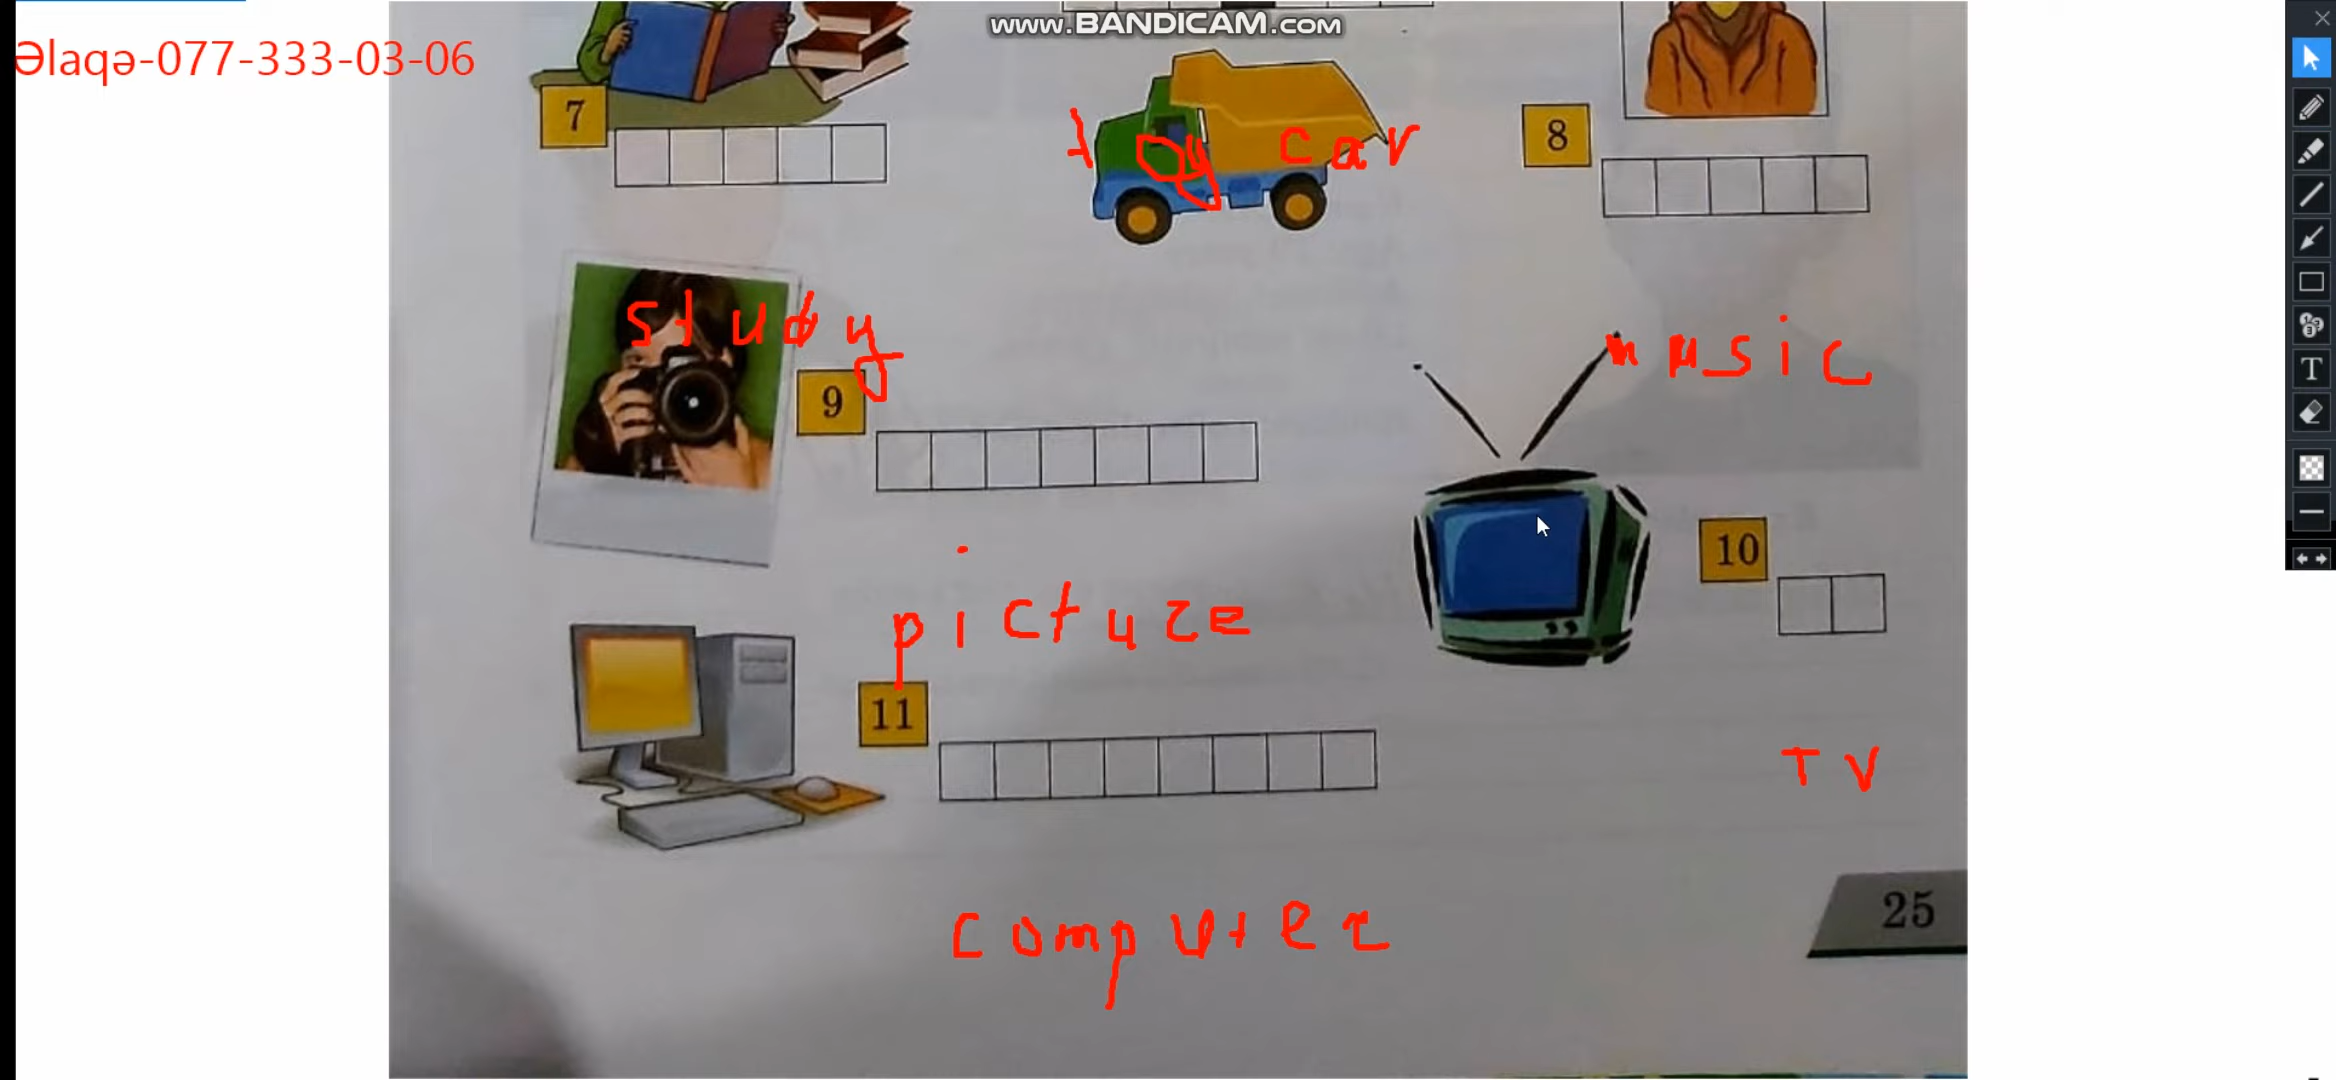 www.BANDICAM.com
Əlaqə-077-333-03-06
7
toy car
8
study
music
9
10
picture
11
TV
25
computer